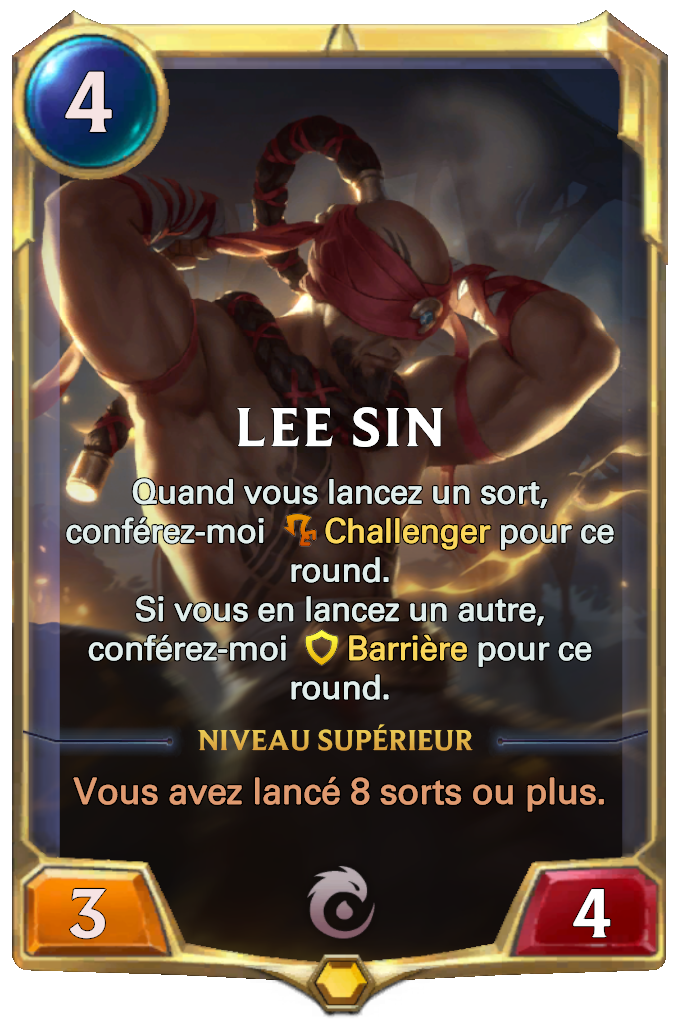 4
LEE SIN
Quand vous lancez un sort,
conférez-moi Challenger pour ce
round.
Si vous en lancez un autre,
conférez-moi Barrière pour ce
round.
NIVEAU SUPÉRIEUR
Vous avez lancé 8 sorts ou plus.
3
4